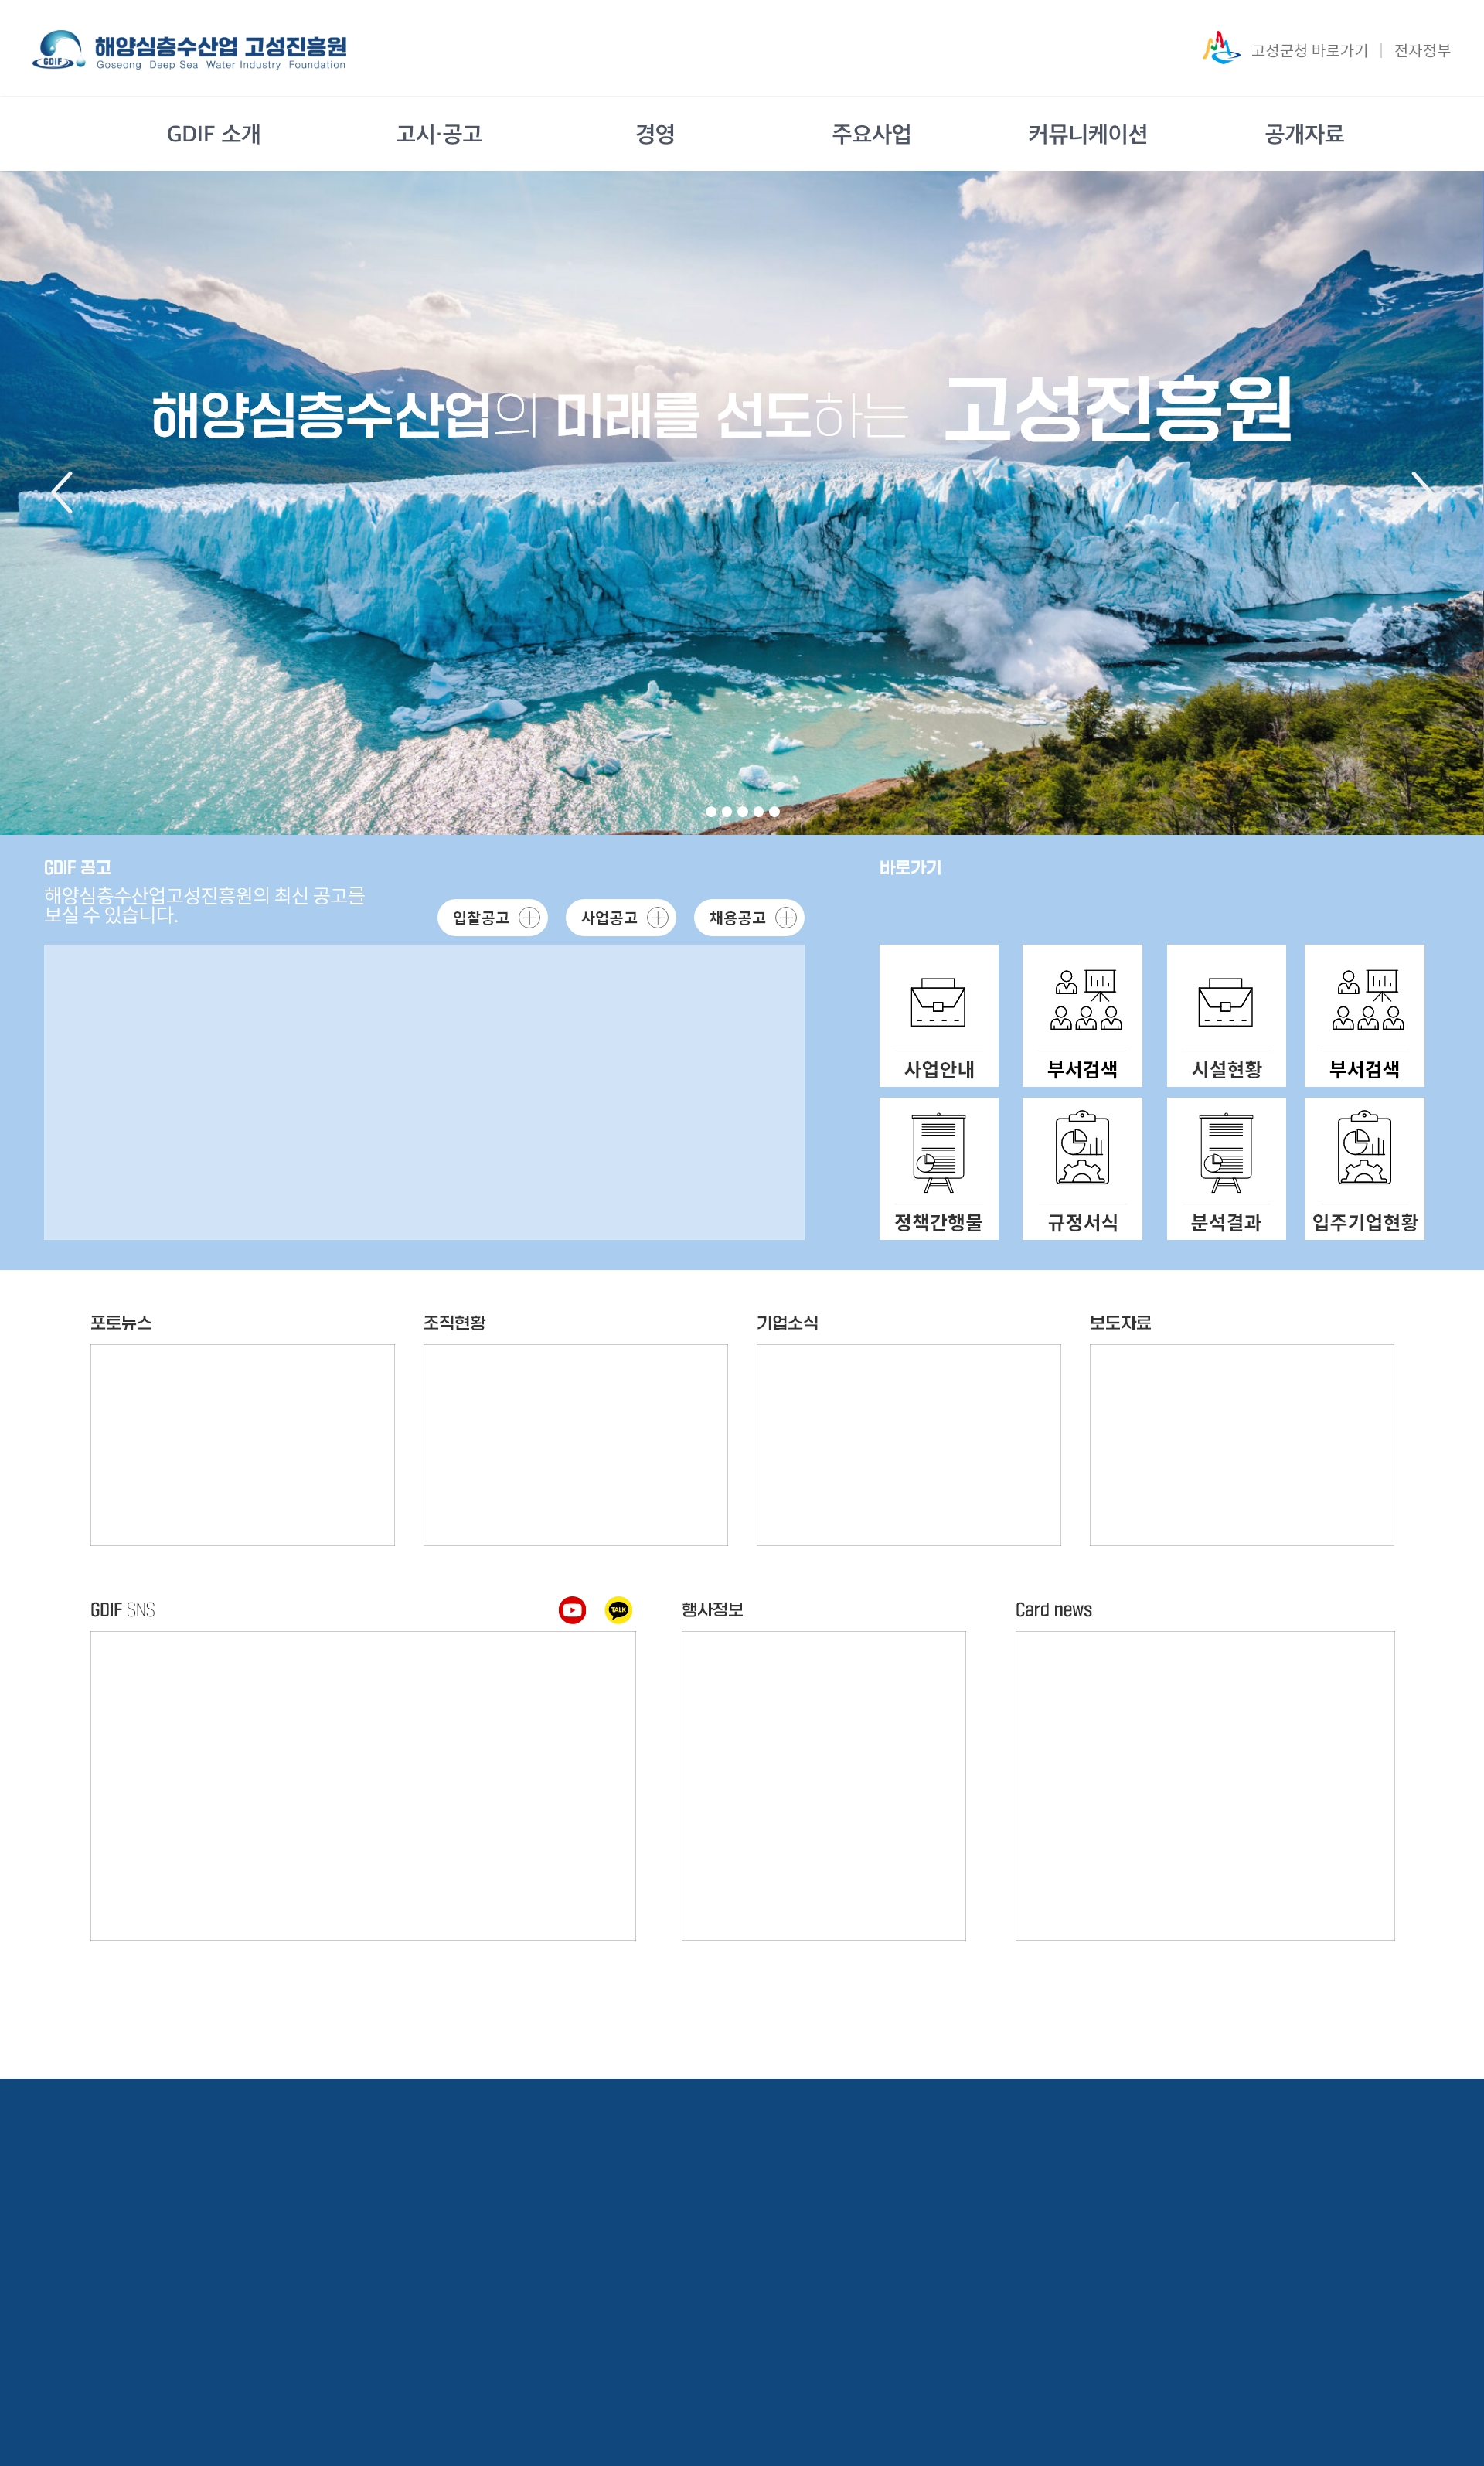 GDIF
해양심층수산업 고성진흥원
Goseong Deep Sea Water Industry Foundation
고성군청 바로가기 | 전자정부
GDIF 소개 고시·공고 경영 주요사업 커뮤니케이션 공개자료
해양심층수산업의 미래를 선도하는 고성진흥원
GDIF 공고
해양심층수산업고성진흥원의 최신 공고를
보실 수 있습니다.
입찰공고 사업공고 채용공고
바로가기
사업안내 부서검색 시설현황 부서검색
정책간행물 규정서식 분석결과 입주기업현황
포토뉴스 조직현황 기업소식 보도자료
GDIF SNS
TALK
행사정보
Card news